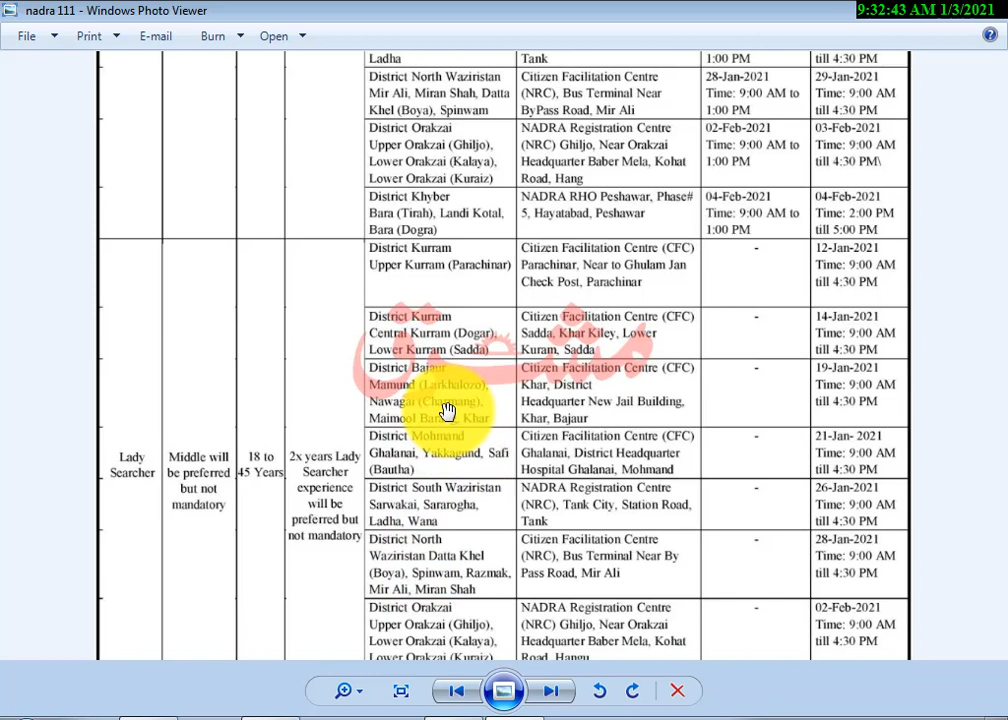 nadra 111 - Windows Photo Viewer
9:32:43 AM 1/3/2021
File Print E-mail Burn Open
Ladha
Tank
1:00 PM
till 4:30 PM
District North Waziristan
Mir Ali, Miran Shah, Datta
Khel (Boya), Spinwam
Citizen Facilitation Centre
(NRC), Bus Terminal Near
ByPass Road, Mir Ali
28-Jan-2021
Time: 9:00 AM to
1:00 PM
29-Jan-2021
Time: 9:00 AM
till 4:30 PM
District Orakzai
Upper Orakzai (Ghiljo),
Lower Orakzai (Kalaya),
Lower Orakzai (Kuraiz)
NADRA Registration Centre
(NRC) Ghiljo, Near Orakzai
Headquarter Baber Mela, Kohat
Road, Hang
02-Feb-2021
Time: 9:00 AM to
1:00 PM
03-Feb-2021
Time: 9:00 AM
till 4:30 PM\
District Khyber
Bara (Tirah), Landi Kotal,
Bara (Dogra)
NADRA RHO Peshawar, Phase#
5, Hayatabad, Peshawar
04-Feb-2021
Time: 9:00 AM to
1:00 PM
04-Feb-2021
Time: 2:00 PM
till 5:00 PM
Lady
Searcher
Middle will
be preferred
but not
mandatory
18 to
45 Years
2x years Lady
Searcher
experience
will be
preferred but
not mandatory
District Kurram
Upper Kurram (Parachinar)
Citizen Facilitation Centre (CFC)
Parachinar, Near to Ghulam Jan
Check Post, Parachinar
-
12-Jan-2021
Time: 9:00 AM
till 4:30 PM
District Kurram
Central Kurram (Dogar),
Lower Kurram (Sadda)
Citizen Facilitation Centre (CFC)
Sadda, Khar Kiley, Lower
Kuram, Sadda
-
14-Jan-2021
Time: 9:00 AM
till 4:30 PM
مشرق
District Bajaur
Mamund (Larkhalozo),
Nawagai (Charmang),
Maimool Khar
Citizen Facilitation Centre (CFC)
Khar, District
Headquarter New Jail Building,
Khar, Bajaur
-
19-Jan-2021
Time: 9:00 AM
till 4:30 PM
District Mohmand
Ghalanai, Yakkagund, Safi
(Bautha)
Citizen Facilitation Centre (CFC)
Ghalanai, District Headquarter
Hospital Ghalanai, Mohmand
-
21-Jan- 2021
Time: 9:00 AM
till 4:30 PM
District South Waziristan
Sarwakai, Sararogha,
Ladha, Wana
NADRA Registration Centre
(NRC), Tank City, Station Road,
Tank
-
26-Jan-2021
Time: 9:00 AM
till 4:30 PM
District North
Waziristan Datta Khel
(Boya), Spinwam, Razmak,
Mir Ali, Miran Shah
Citizen Facilitation Centre
(NRC), Bus Terminal Near By
Pass Road, Mir Ali
-
28-Jan-2021
Time: 9:00 AM
till 4:30 PM
District Orakzai
Upper Orakzai (Ghiljo),
Lower Orakzai (Kalaya),
Lower Orakzai (Kuraiz)
NADRA Registration Centre
(NRC) Ghiljo, Near Orakzai
Headquarter Baber Mela, Kohat
Road, Hangu
-
02-Feb-2021
Time: 9:00 AM
till 4:30 PM